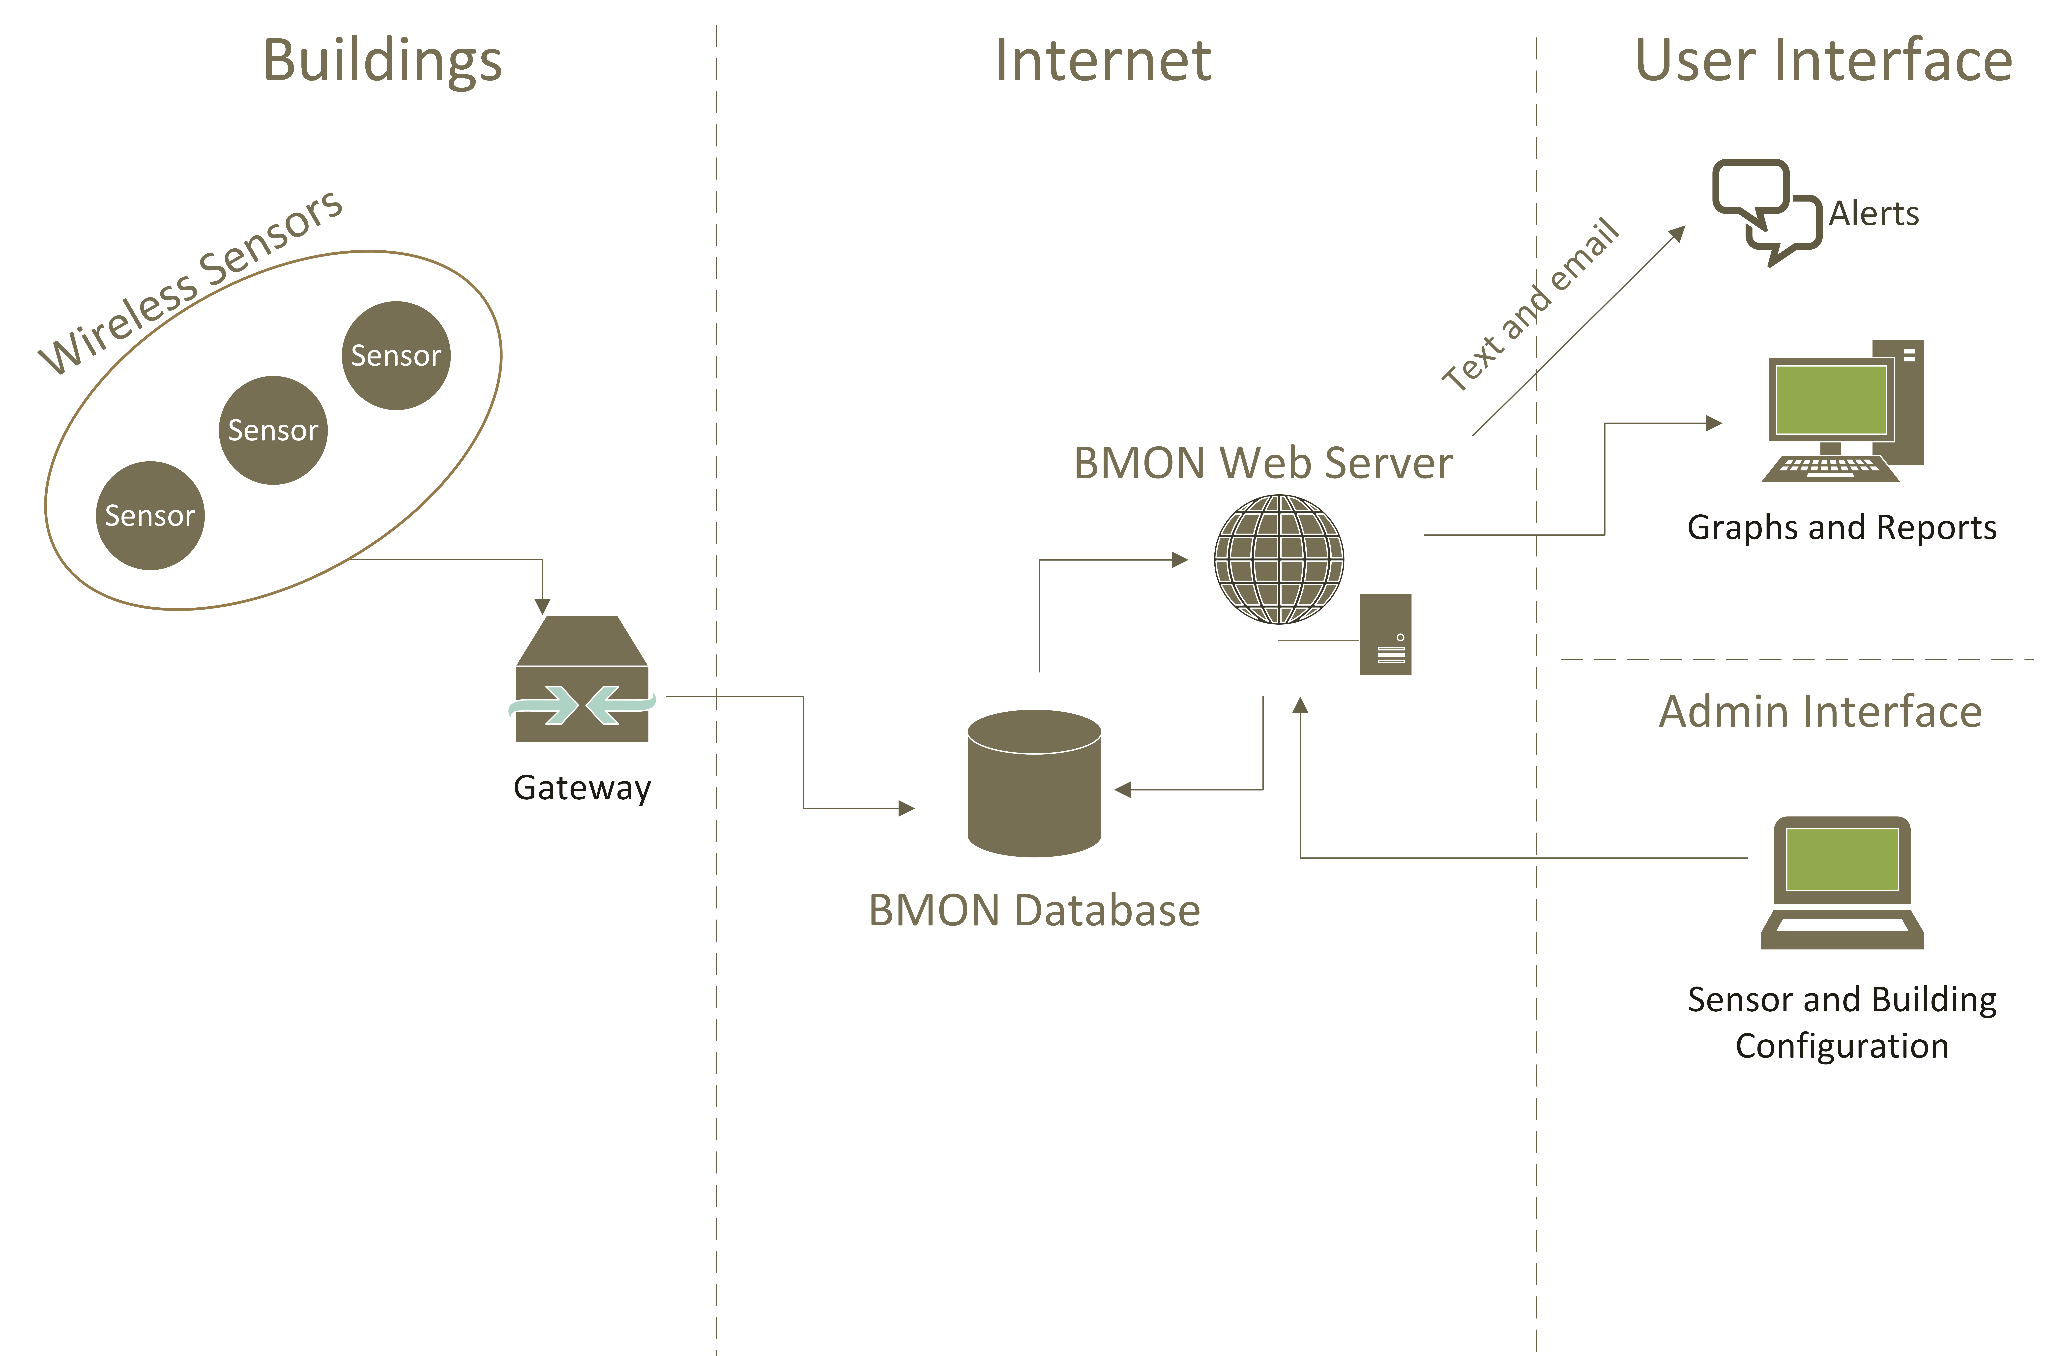 Buildings
Internet
User Interface
Wireless Sensors
Sensor
Sensor
Sensor
Gateway
BMON Web Server
BMON Database
Text and email
Alerts
Graphs and Reports
Admin Interface
Sensor and Building
Configuration